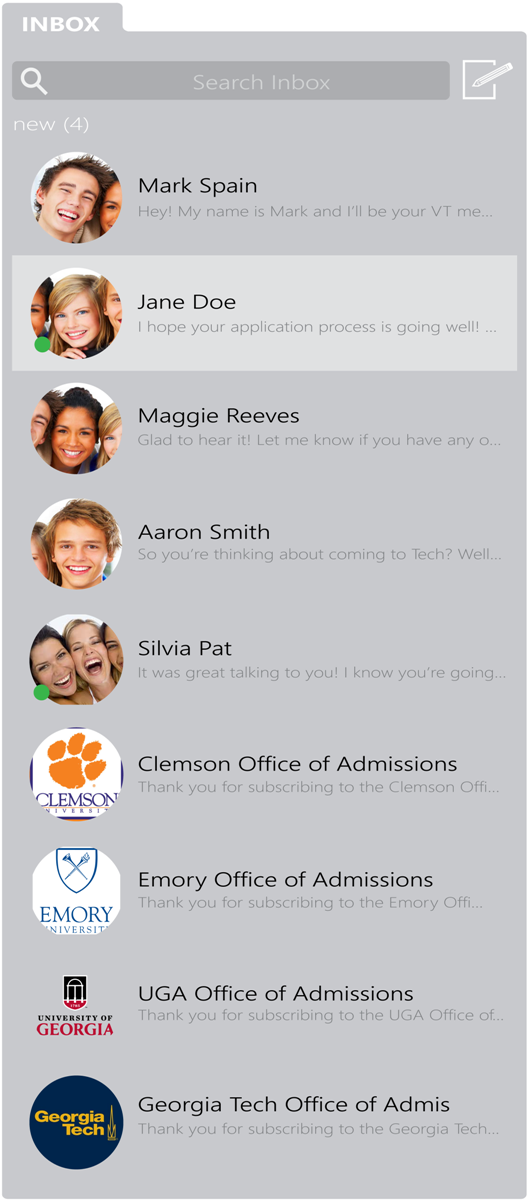 INBOX
Search Inbox
new (4)
Mark Spain
Hey! My name is Mark and I'll be your VT me...
Jane Doe
I hope your application process is going well! ...
Maggie Reeves
Glad to hear it! Let me know if you have any o...
Aaron Smith
So you're thinking about coming to Tech? Well...
Silvia Pat
It was great talking to you! I know you're going...
Clemson Office of Admissions
Thank you for subscribing to the Clemson Offi...
CLEMSON
NIVERSIT
Emory Office of Admissions
Thank you for subscribing to the Emory Offi...
EMORY
UNIVERSIT
UGA Office of Admissions
Thank you for subscribing to the UGA Office of...
1785
UNIVERSITY OF
GEORGIA
Georgia Tech Office of Admis
Thank you for subscribing to the Georgia Tech...
Georgia
Tech